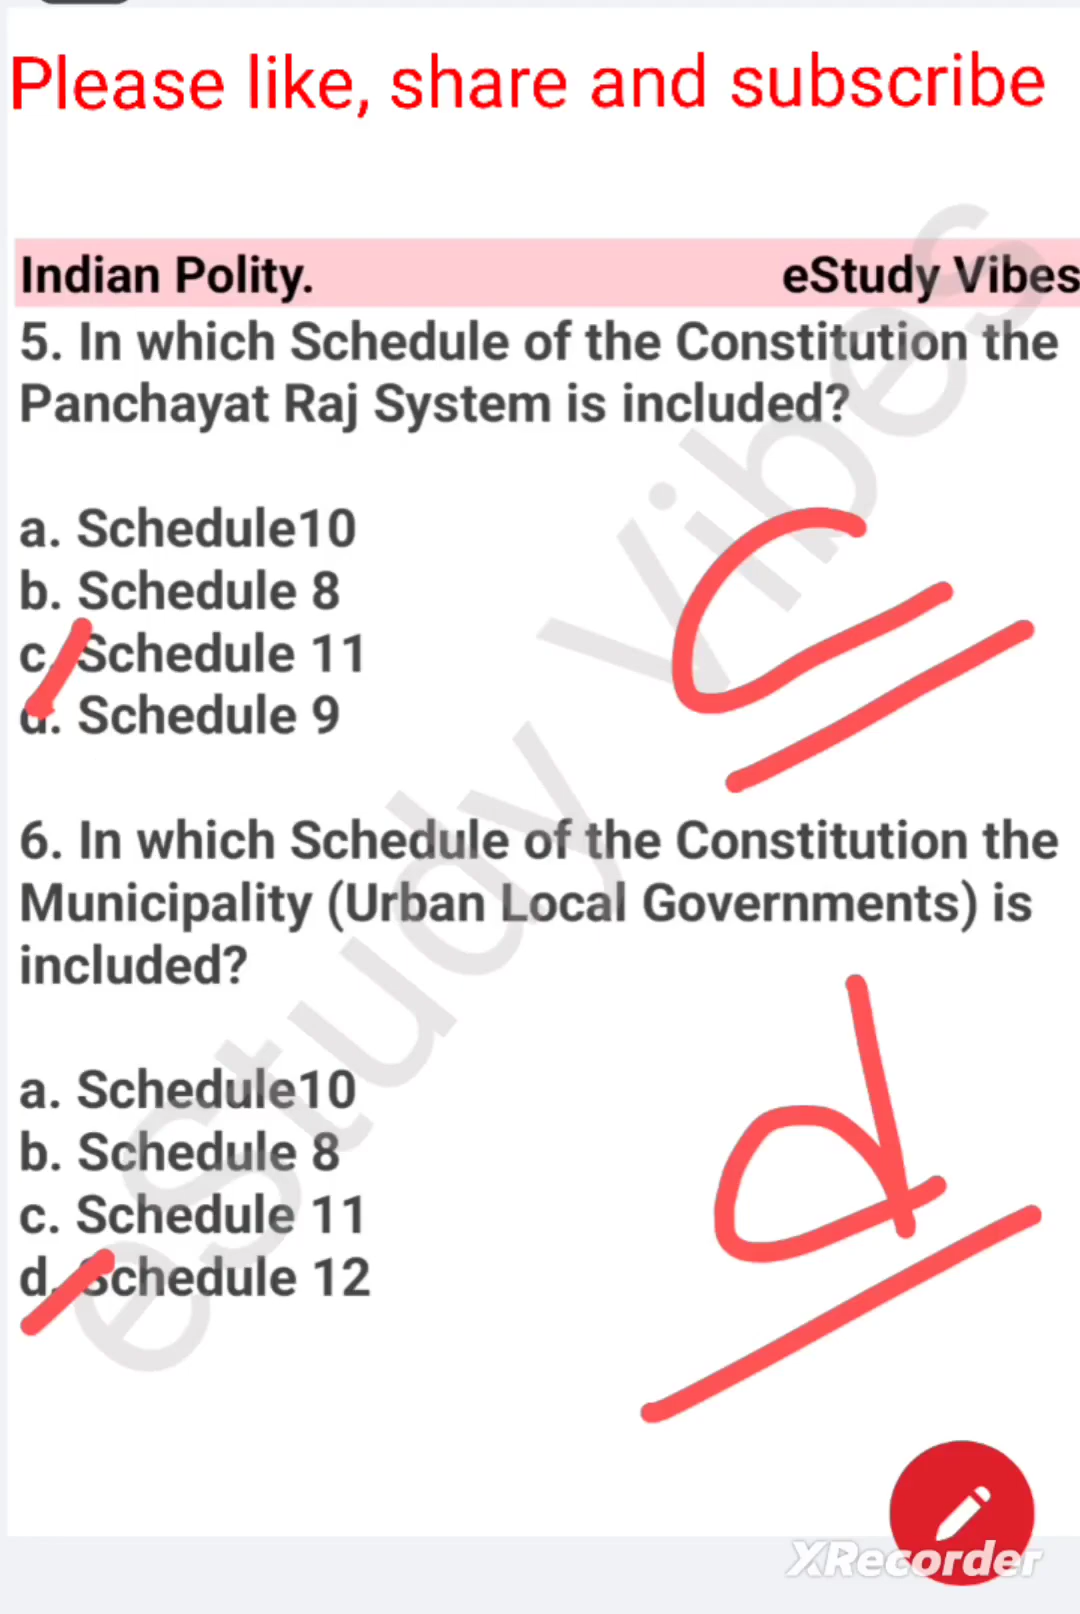 Please like, share and subscribe
Indian Polity. eStudy Vibes
5. In which Schedule of the Constitution the
Panchayat Raj System is included?
a. Schedule10
b. Schedule 8
c. Schedule 11
d. Schedule 9
C
6. In which Schedule of the Constitution the
Municipality (Urban Local Governments) is
included?
a. Schedule10
b. Schedule 8
c. Schedule 11
d. Schedule 12
d
eStudy Vibes
XRecorder